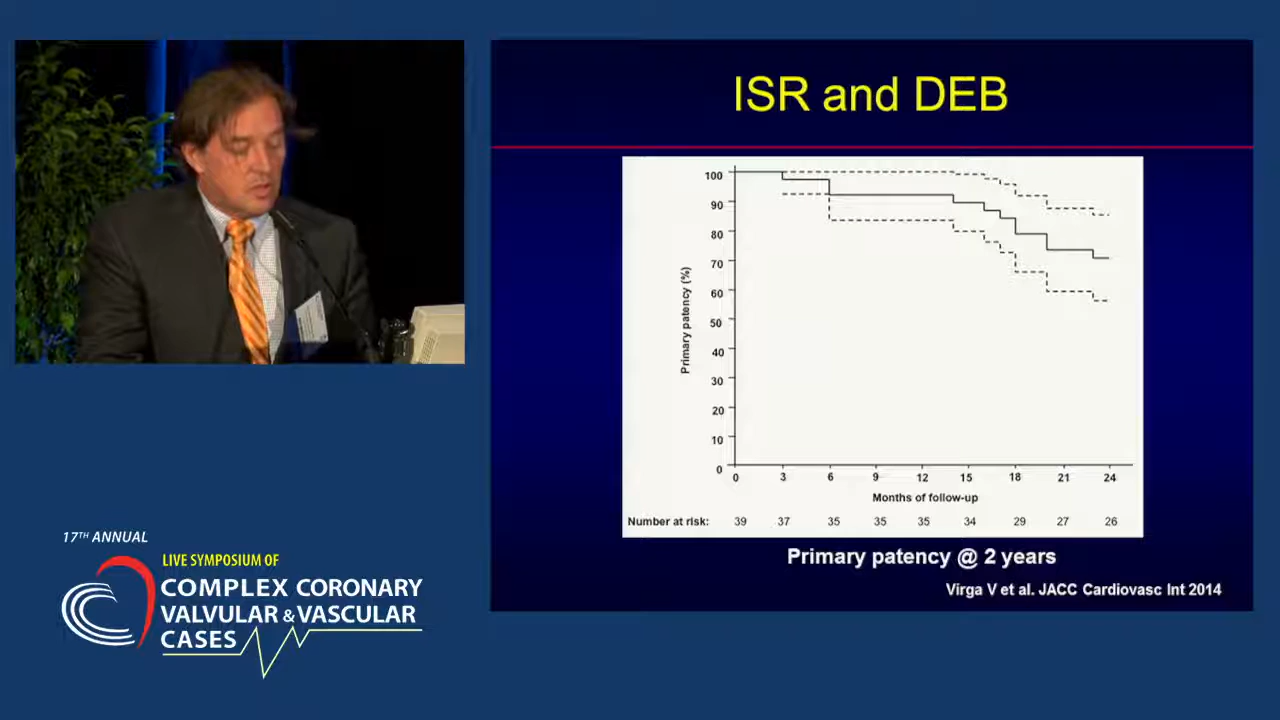 ISR and DEB
100
90
80
70
60
50
40
30
20
10
0
Primary patency (%)
0 3 6 9 12 15 18 21 24
Months of follow-up
Number at risk: 39 37 35 35 35 34 29 27 26
Primary patency @ 2 years
Virga V et al. JACC Cardiovasc Int 2014
17TH ANNUAL
LIVE SYMPOSIUM OF
COMPLEX CORONARY
VALVULAR & VASCULAR
CASES